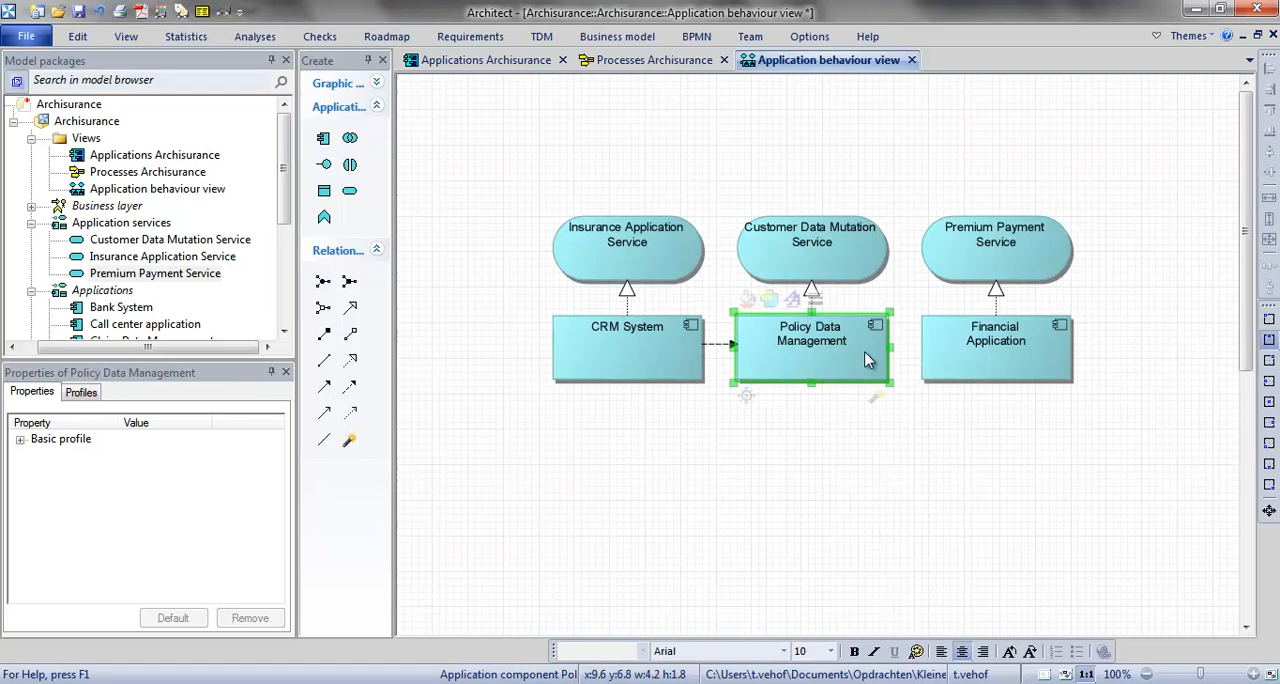 Architect - [Archisurance::Archisurance::Application behaviour view *]
File Edit View Statistics Analyses Checks Roadmap Requirements TDM Business model BPMN Team Options Help Themes
Model packages
Search in model browser
Archisurance
Archisurance
Views
Applications Archisurance
Processes Archisurance
Application behaviour view
Business layer
Application services
Customer Data Mutation Service
Insurance Application Service
Premium Payment Service
Applications
Bank System
Call center application
Properties of Policy Data Management
Properties Profiles
Property Value
Basic profile
Default Remove
Create
Graphic ...
Applicati...
Relation...
Applications Archisurance Processes Archisurance Application behaviour view
Insurance Application
Service
Customer Data Mutation
Service
Premium Payment
Service
CRM System
Policy Data
Management
Financial
Application
Arial 10 B I U A
For Help, press F1 Application component Pol x:9.6 y:6.8 w:4.2 h:1.8 C:\Users\t.vehof\Documents\Opdrachten\Kleine t.vehof 1:1 100%